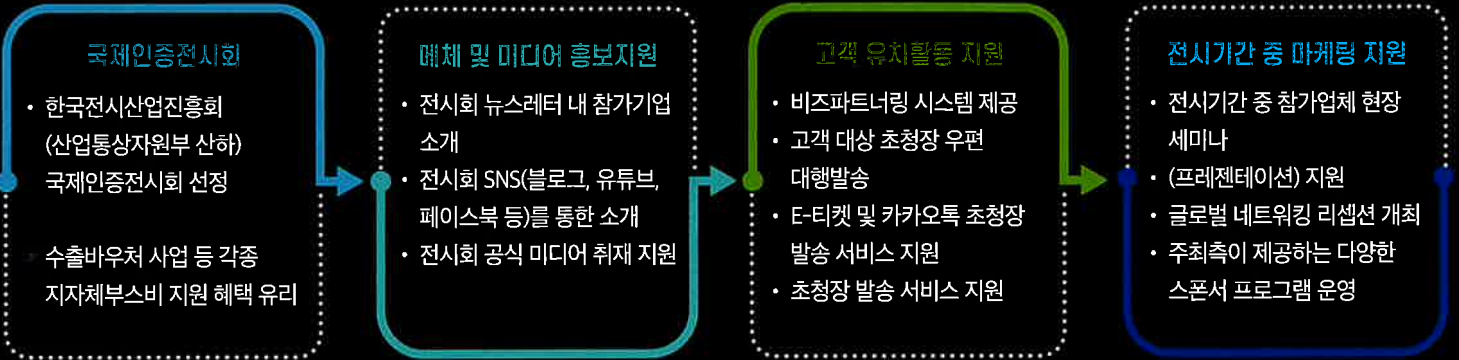 국제인증전시회
• 한국전시산업진흥회
(산업통상자원부 산하)
국제인증전시회 선정
☞ 수출바우처 사업 등 각종
지자체부스비 지원 혜택 유리
매체 및 미디어 홍보지원
• 전시회 뉴스레터 내 참가기업
소개
• 전시회 SNS(블로그, 유튜브,
페이스북 등)를 통한 소개
• 전시회 공식 미디어 취재 지원
고객 유치활동 지원
• 비즈파트너링 시스템 제공
• 고객 대상 초청장 우편
대행발송
• E-티켓 및 카카오톡 초청장
발송 서비스 지원
• 초청장 발송 서비스 지원
전시기간 중 마케팅 지원
• 전시기간 중 참가업체 현장
세미나
• (프레젠테이션) 지원
• 글로벌 네트워킹 리셉션 개최
• 주최측이 제공하는 다양한
스폰서 프로그램 운영